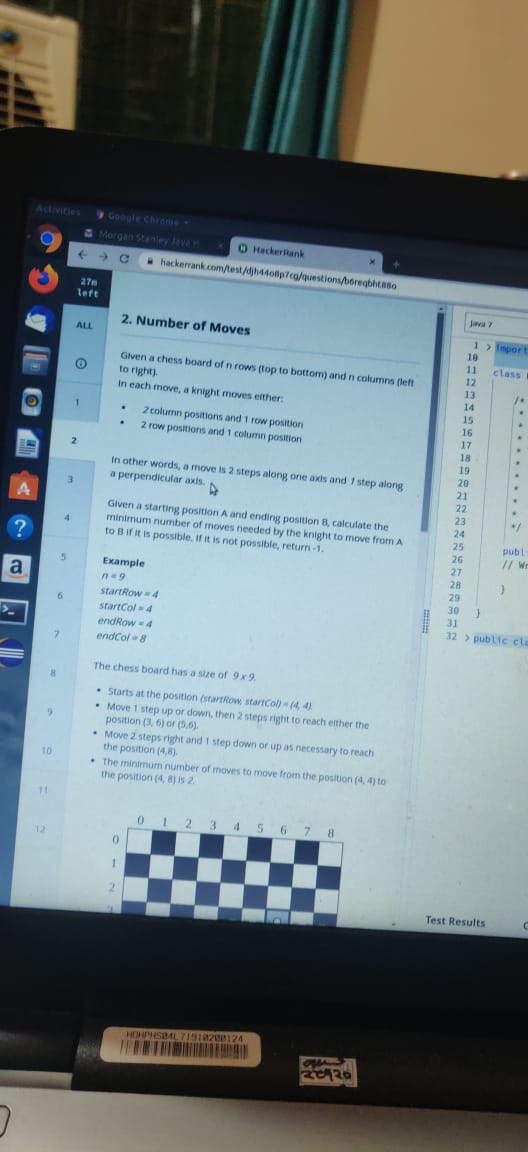 Activities
Google Chrome
Morgan Stanley Java
HackerRank
hackerrank.com/test/djh44o8p7cg/questions/b6reqbht88o
27m
left
ALL
1
2
3
4
5
6
7
8
9
10
11
12
2. Number of Moves
Given a chess board of n rows (top to bottom) and n columns (left
to right).
In each move, a knight moves either:
• 2 column positions and 1 row position
• 2 row positions and 1 column position
In other words, a move is 2 steps along one axis and 1 step along
a perpendicular axis.
Given a starting position A and ending position B, calculate the
minimum number of moves needed by the knight to move from A
to B if it is possible. If it is not possible, return -1.
Example
n = 9
startRow = 4
startCol = 4
endRow = 4
endCol = 8
The chess board has a size of 9 x 9.
• Starts at the position (startRow, startCol) = (4, 4).
• Move 1 step up or down, then 2 steps right to reach either the
position (3, 6) or (5,6).
• Move 2 steps right and 1 step down or up as necessary to reach
the position (4,8).
• The minimum number of moves to move from the position (4, 4) to
the position (4, 8) is 2.
0 1 2 3 4 5 6 7 8
0
1
2
Java 7
1 > import
10
11 class
12
13 /*
14 *
15 *
16 *
17 *
18 *
19 *
20 *
21 *
22 *
23 *
24 */
25
26 publ
27 // Wr
28
29 }
30 }
31
32 > public cla
Test Results
HDHPHS04L71910200124